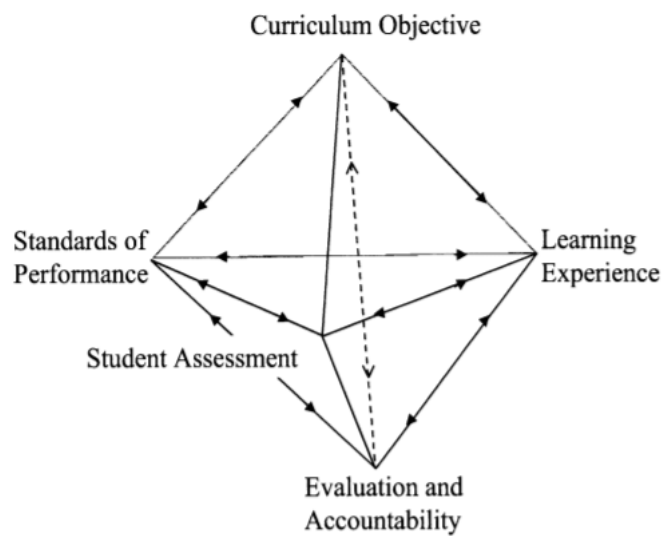 Curriculum Objective
Standards of
Performance
Learning
Experience
Student Assessment
Evaluation and
Accountability